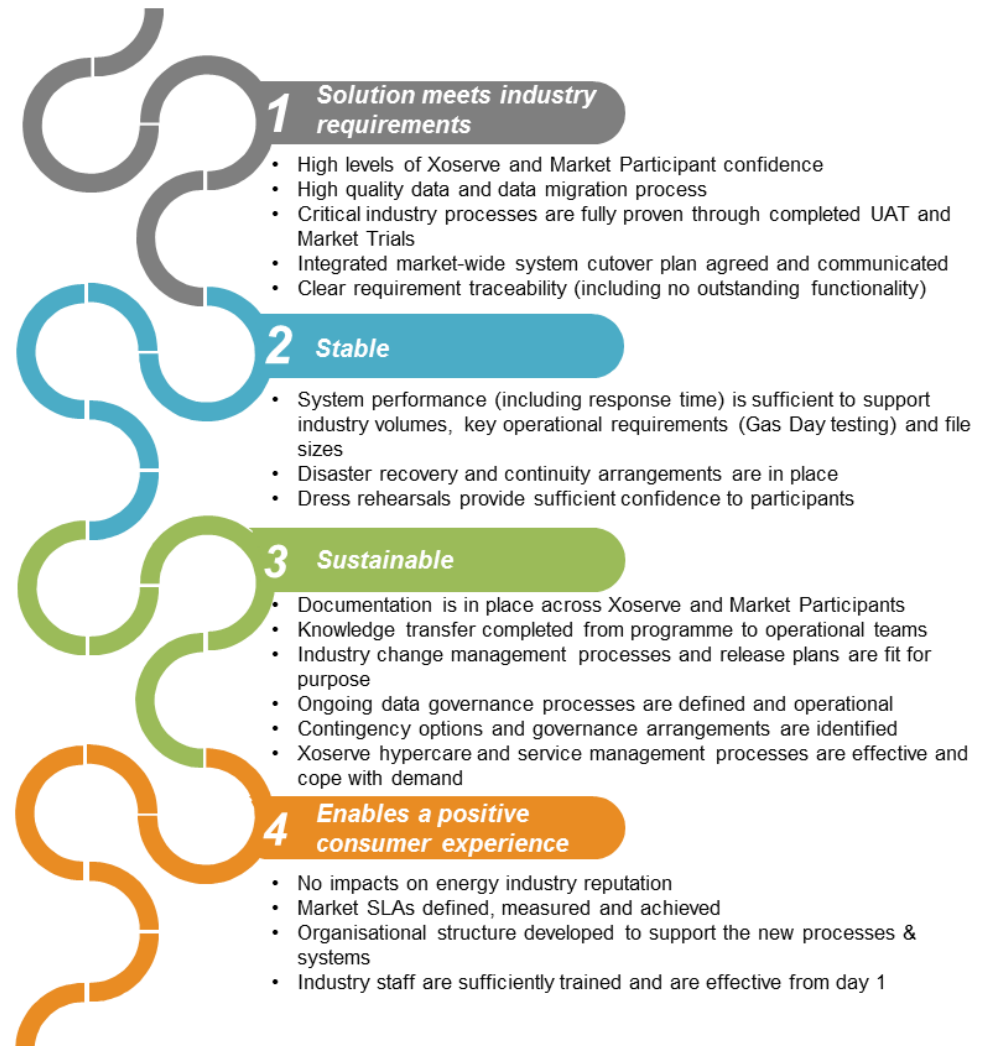 1 Solution meets industry
requirements
• High levels of Xoserve and Market Participant confidence
• High quality data and data migration process
• Critical industry processes are fully proven through completed UAT and
Market Trials
• Integrated market-wide system cutover plan agreed and communicated
• Clear requirement traceability (including no outstanding functionality)
2 Stable
• System performance (including response time) is sufficient to support
industry volumes, key operational requirements (Gas Day testing) and file
sizes
• Disaster recovery and continuity arrangements are in place
• Dress rehearsals provide sufficient confidence to participants
3 Sustainable
• Documentation is in place across Xoserve and Market Participants
• Knowledge transfer completed from programme to operational teams
• Industry change management processes and release plans are fit for
purpose
• Ongoing data governance processes are defined and operational
• Contingency options and governance arrangements are identified
• Xoserve hypercare and service management processes are effective and
cope with demand
4 Enables a positive
consumer experience
• No impacts on energy industry reputation
• Market SLAs defined, measured and achieved
• Organisational structure developed to support the new processes &
systems
• Industry staff are sufficiently trained and are effective from day 1